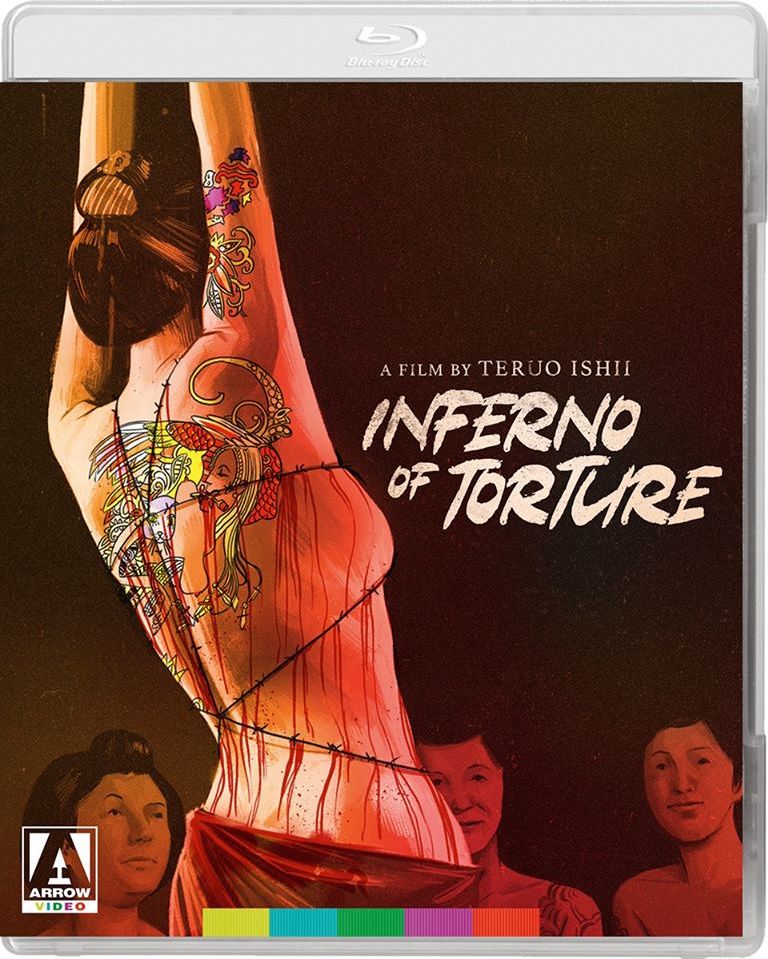 Blu-ray Disc
A FILM BY TERUO ISHII
INFERNO
OF TORTURE
ARROW
VIDEO